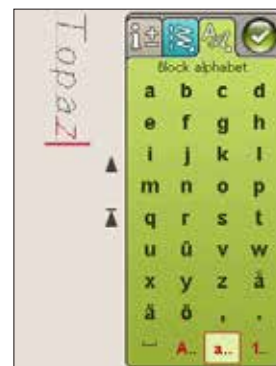 Topaz
Block alphabet
a b c d
e f g h
i j k l
m n o p
q r s t
u û v w
x y z å
ä ö , .
A.. a.. 1..